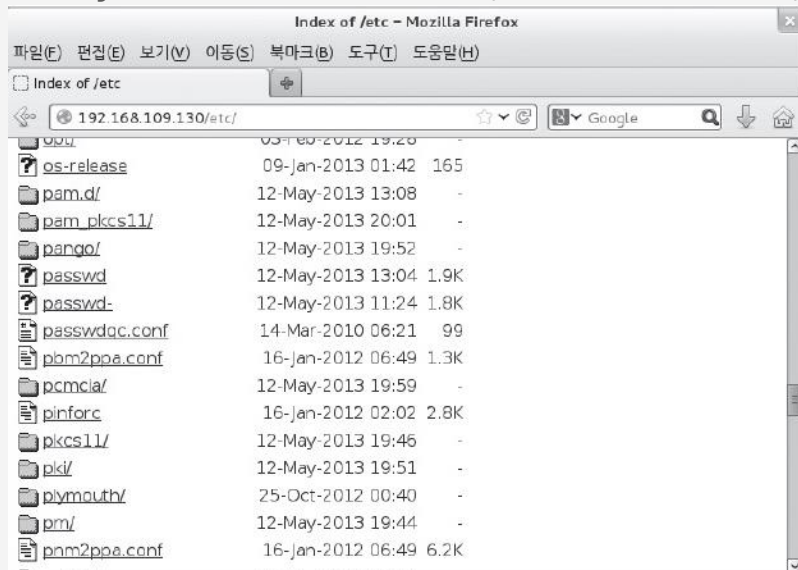 Index of /etc - Mozilla Firefox
파일(F) 편집(E) 보기(V) 이동(S) 북마크(B) 도구(T) 도움말(H)
Index of /etc
192.168.109.130/etc/ Google
opt/ 03-Feb-2012 19:28 -
os-release 09-Jan-2013 01:42 165
pam.d/ 12-May-2013 13:08 -
pam_pkcs11/ 12-May-2013 20:01 -
pango/ 12-May-2013 19:52 -
passwd 12-May-2013 13:04 1.9K
passwd- 12-May-2013 11:24 1.8K
passwdqc.conf 14-Mar-2010 06:21 99
pbm2ppa.conf 16-Jan-2012 06:49 1.3K
pcmcia/ 12-May-2013 19:59 -
pinforc 16-Jan-2012 02:02 2.8K
pkcs11/ 12-May-2013 19:46 -
pki/ 12-May-2013 19:51 -
plymouth/ 25-Oct-2012 00:40 -
pm/ 12-May-2013 19:44 -
pnm2ppa.conf 16-Jan-2012 06:49 6.2K